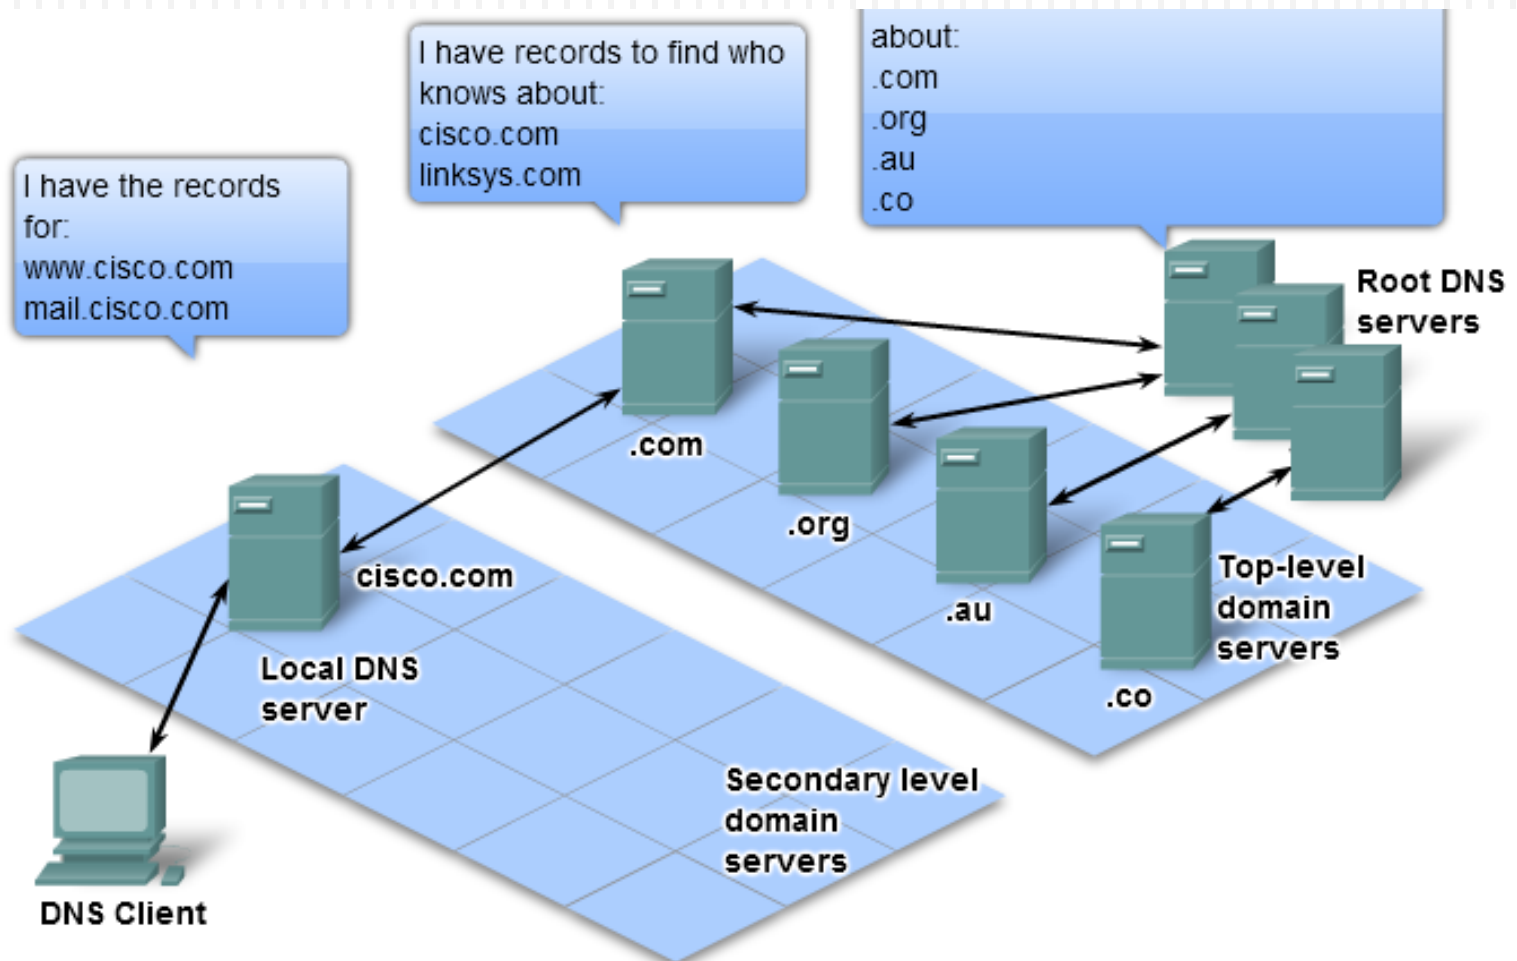 I have records to find who
knows about:
cisco.com
linksys.com
about:
.com
.org
.au
.co
I have the records
for:
www.cisco.com
mail.cisco.com
Root DNS
servers
.com
.org
.au
.co
Top-level
domain
servers
cisco.com
Local DNS
server
Secondary level
domain
servers
DNS Client